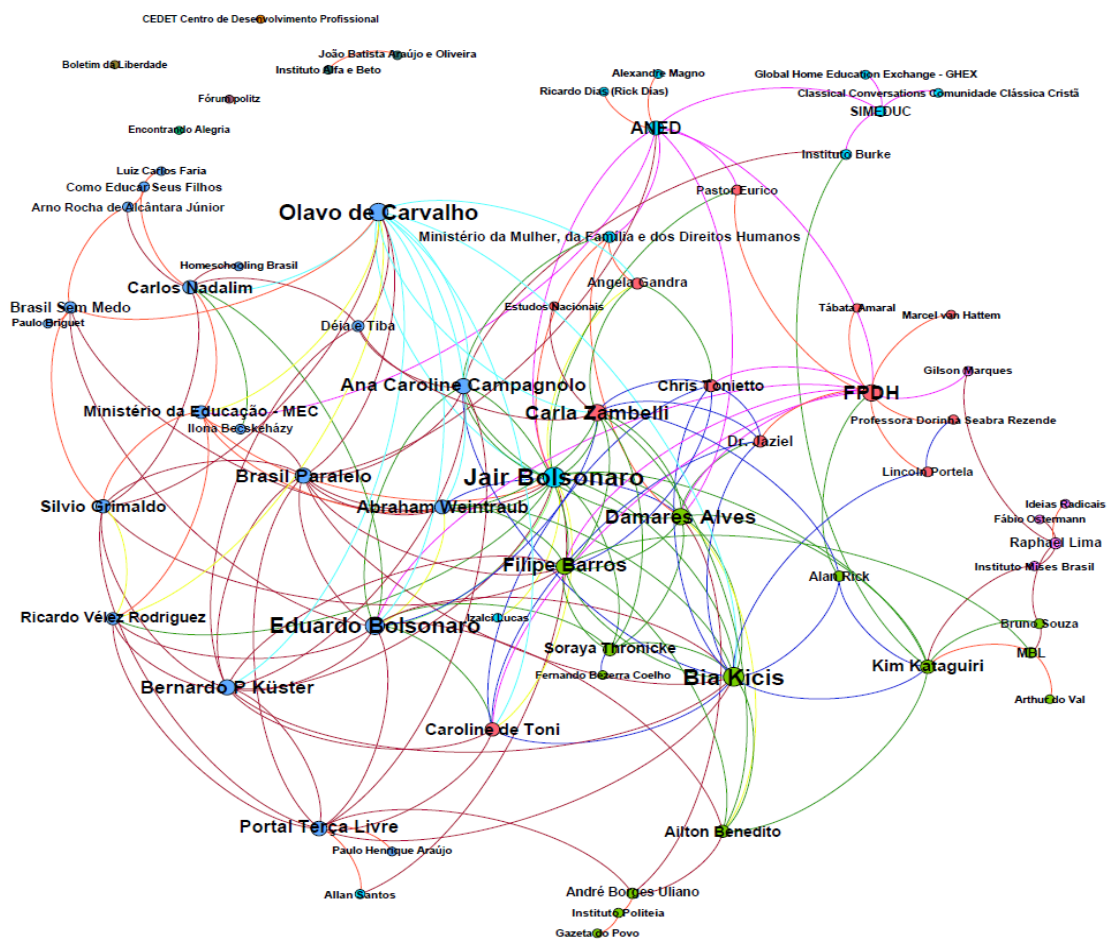 CEDET Centro de Desenvolvimento Profissional
João Batista Araújo e Oliveira
Boletim da Liberdade
Instituto Alfa e Beto
Alexandre Magno
Global Home Education Exchange - GHEX
Ricardo Dias (Rick Dias)
Classical Conversations Comunidade Clássica Cristã
Fórum politz
SIMEDUC
ANED
Encontrando Alegria
Instituto Burke
Luiz Carlos Faria
Como Educar Seus Filhos
Pastor Eurico
Arno Rocha de Alcântara Júnior
Olavo de Carvalho
Ministério da Mulher, da Família e dos Direitos Humanos
Homeschooling Brasil
Carlos Nadalim
Angela Gandra
Brasil Sem Medo
Estudos Nacionais
Tábata Amaral
Marcel van Hattem
Paulo Briguet
Déia e Tiba
Gilson Marques
Ana Caroline Campagnolo
Chris Tonietto
FPDH
Ministério da Educação - MEC
Carla Zambelli
Professora Dorinha Seabra Rezende
Ilona Becskeházy
Dr. Jaziel
Brasil Paralelo
Jair Bolsonaro
Lincoln Portela
Silvio Grimaldo
Abraham Weintraub
Ideias Radicais
Damares Alves
Fábio Ostermann
Raphael Lima
Filipe Barros
Instituto Mises Brasil
Alan Rick
Ricardo Vélez Rodríguez
Izalci Lucas
Eduardo Bolsonaro
Bruno Souza
Soraya Thronicke
MBL
Kim Kataguiri
Fernando Bezerra Coelho
Bia Kicis
Bernardo P Küster
Arthur do Val
Caroline de Toni
Portal Terça Livre
Ailton Benedito
Paulo Henrique Araújo
Allan Santos
André Borges Uliano
Instituto Politeia
Gazeta do Povo